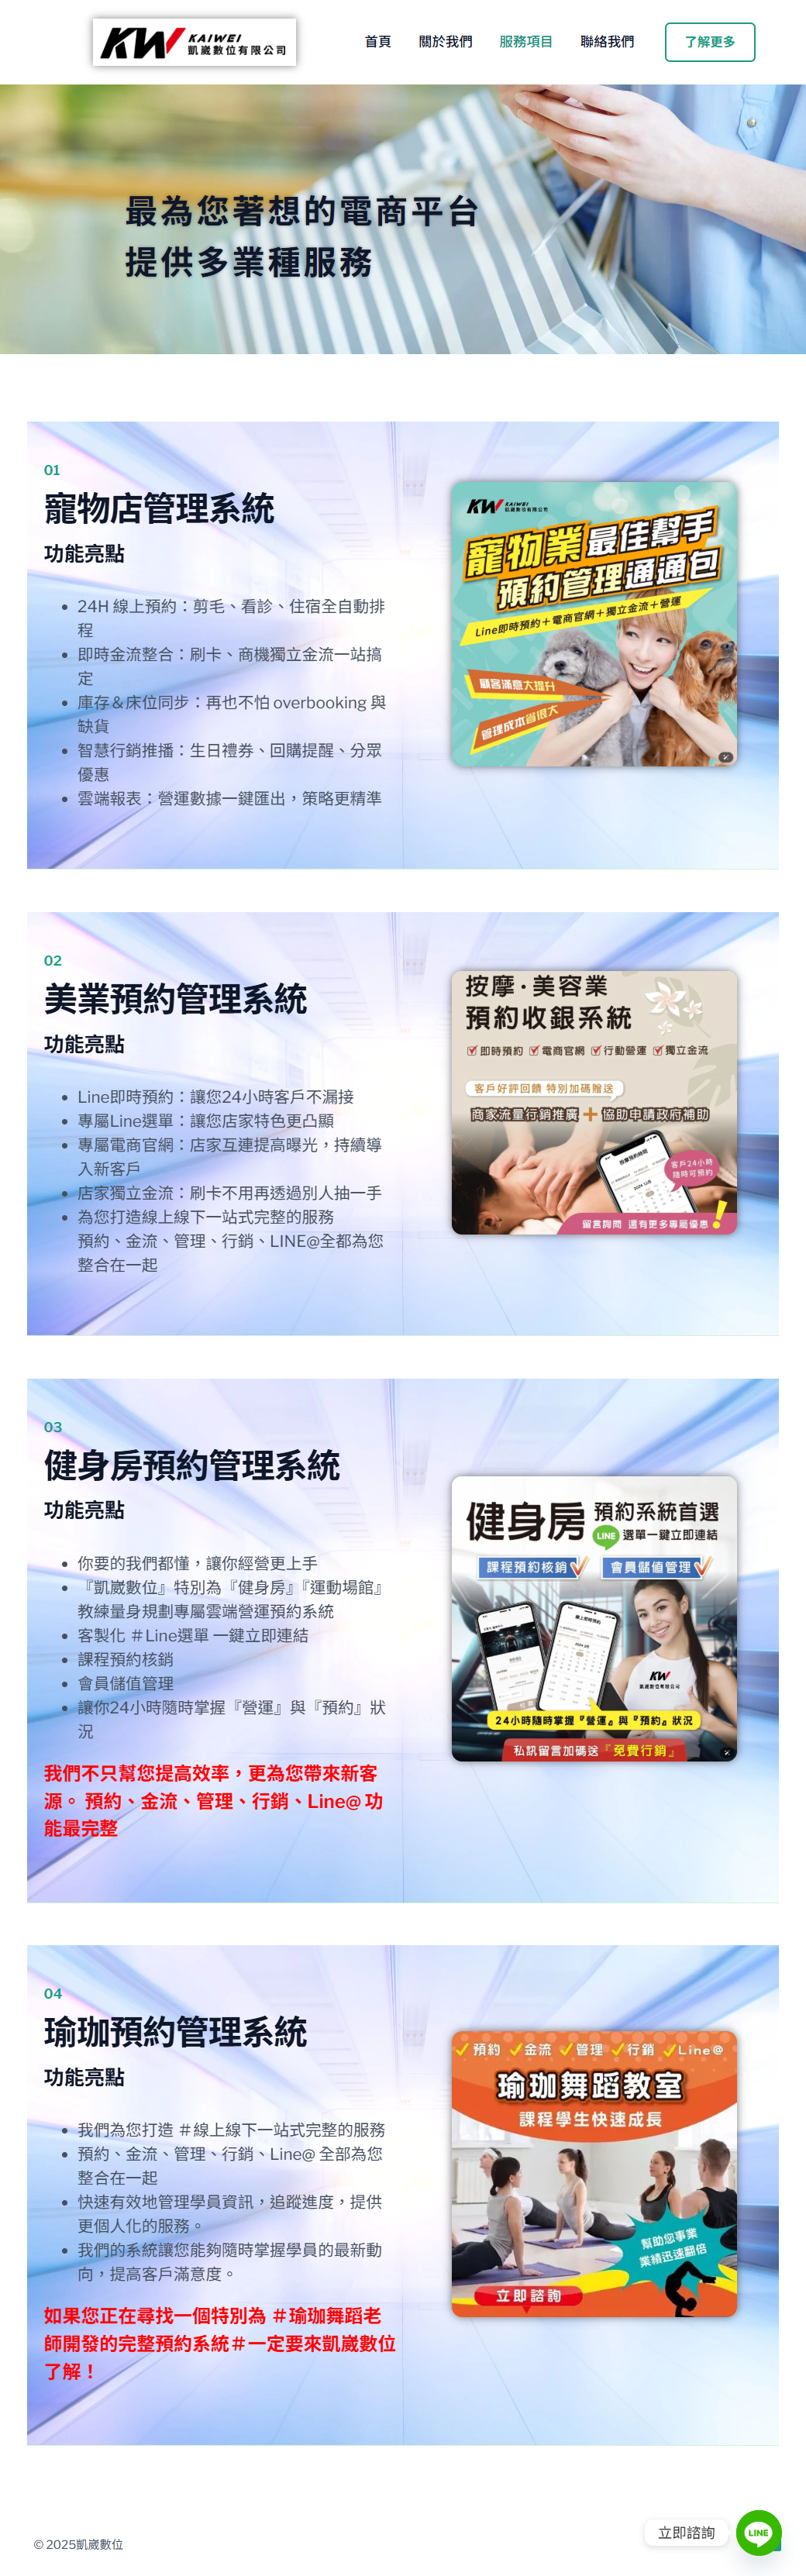 KW KAIWEI
凱崴數位有限公司
首頁 關於我們 服務項目 聯絡我們 了解更多
最為您著想的電商平台
提供多業種服務
01
寵物店管理系統
功能亮點
24H 線上預約：剪毛、看診、住宿全自動排
程
即時金流整合：刷卡、商機獨立金流一站搞
定
庫存＆床位同步：再也不怕 overbooking 與
缺貨
智慧行銷推播：生日禮券、回購提醒、分眾
優惠
雲端報表：營運數據一鍵匯出，策略更精準
KW KAIWEI
凱崴數位有限公司
寵物業最佳幫手
預約管理通通包
Line即時預約＋電商官網＋獨立金流＋營運
顧客滿意大提升
管理成本省很大
02
美業預約管理系統
功能亮點
Line即時預約：讓您24小時客戶不漏接
專屬Line選單：讓您店家特色更凸顯
專屬電商官網：店家互連提高曝光，持續導
入新客戶
店家獨立金流：刷卡不用再透過別人抽一手
為您打造線上線下一站式完整的服務
預約、金流、管理、行銷、LINE@全都為您
整合在一起
按摩·美容業
預約收銀系統
即時預約 電商官網 行動營運 獨立金流
客戶好評回饋 特別加碼贈送
商家流量行銷推廣＋協助申請政府補助
按摩預約時間
2024 12月
客戶24小時
隨時可預約
留言詢問 還有更多專屬優惠！
03
健身房預約管理系統
功能亮點
你要的我們都懂，讓你經營更上手
『凱崴數位』特別為『健身房』『運動場館』
教練量身規劃專屬雲端營運預約系統
客製化 ＃Line選單 一鍵立即連結
課程預約核銷
會員儲值管理
讓你24小時隨時掌握『營運』與『預約』狀
況
我們不只幫您提高效率，更為您帶來新客
源。 預約、金流、管理、行銷、Line@ 功
能最完整
健身房 預約系統首選
LINE 選單一鍵立即連結
課程預約核銷 會員儲值管理
KW
凱崴數位有限公司
24小時隨時掌握『營運』與『預約』狀況
私訊留言加碼送『免費行銷』
04
瑜珈預約管理系統
功能亮點
我們為您打造 ＃線上線下一站式完整的服務
預約、金流、管理、行銷、Line@ 全部為您
整合在一起
快速有效地管理學員資訊，追蹤進度，提供
更個人化的服務。
我們的系統讓您能夠隨時掌握學員的最新動
向，提高客戶滿意度。
如果您正在尋找一個特別為 ＃瑜珈舞蹈老
師開發的完整預約系統＃一定要來凱崴數位
了解！
預約 金流 管理 行銷 Line@
瑜珈舞蹈教室
課程學生快速成長
幫助您事業
業績迅速翻倍
立即諮詢
© 2025凱崴數位
立即諮詢
LINE